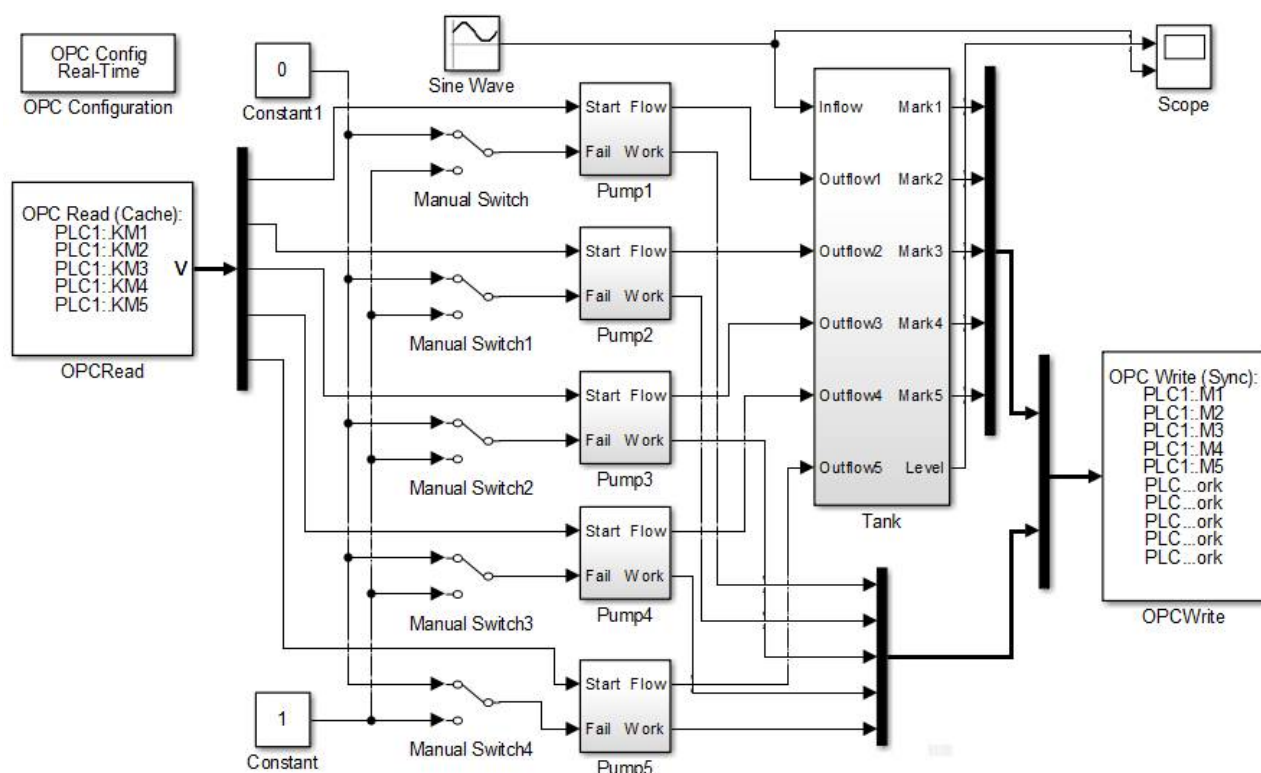 OPC Config
Real-Time
OPC Configuration
0
Constant1
Sine Wave
Scope
OPC Read (Cache):
PLC1:.KM1
PLC1:.KM2
PLC1:.KM3
PLC1:.KM4
PLC1:.KM5
V
OPCRead
Manual Switch
Manual Switch1
Manual Switch2
Manual Switch3
Manual Switch4
1
Constant
Start Flow
Fail Work
Pump1
Start Flow
Fail Work
Pump2
Start Flow
Fail Work
Pump3
Start Flow
Fail Work
Pump4
Start Flow
Fail Work
Pump5
Inflow Mark1
Outflow1 Mark2
Outflow2 Mark3
Outflow3 Mark4
Outflow4 Mark5
Outflow5 Level
Tank
OPC Write (Sync):
PLC1:.M1
PLC1:.M2
PLC1:.M3
PLC1:.M4
PLC1:.M5
PLC...ork
PLC...ork
PLC...ork
PLC...ork
PLC...ork
OPCWrite